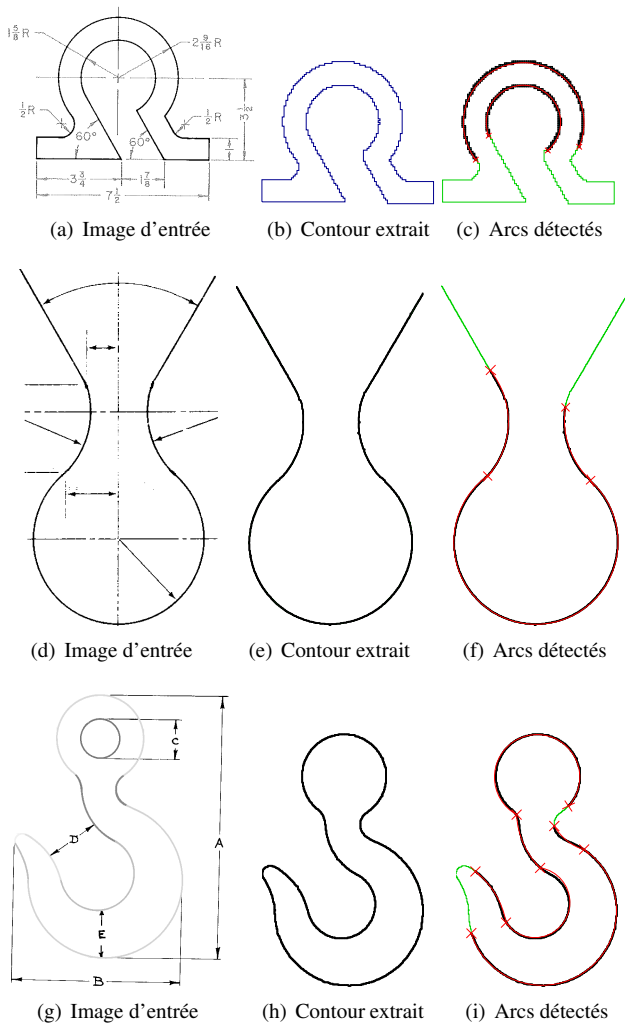 1 5/8 R
2 9/16 R
1/2 R
1/2 R
3 1/2
60°
60°
3 3/4
1 7/8
7 1/2
(a) Image d'entrée
(b) Contour extrait
(c) Arcs détectés
(d) Image d'entrée
(e) Contour extrait
(f) Arcs détectés
C
D
A
E
B
(g) Image d'entrée
(h) Contour extrait
(i) Arcs détectés